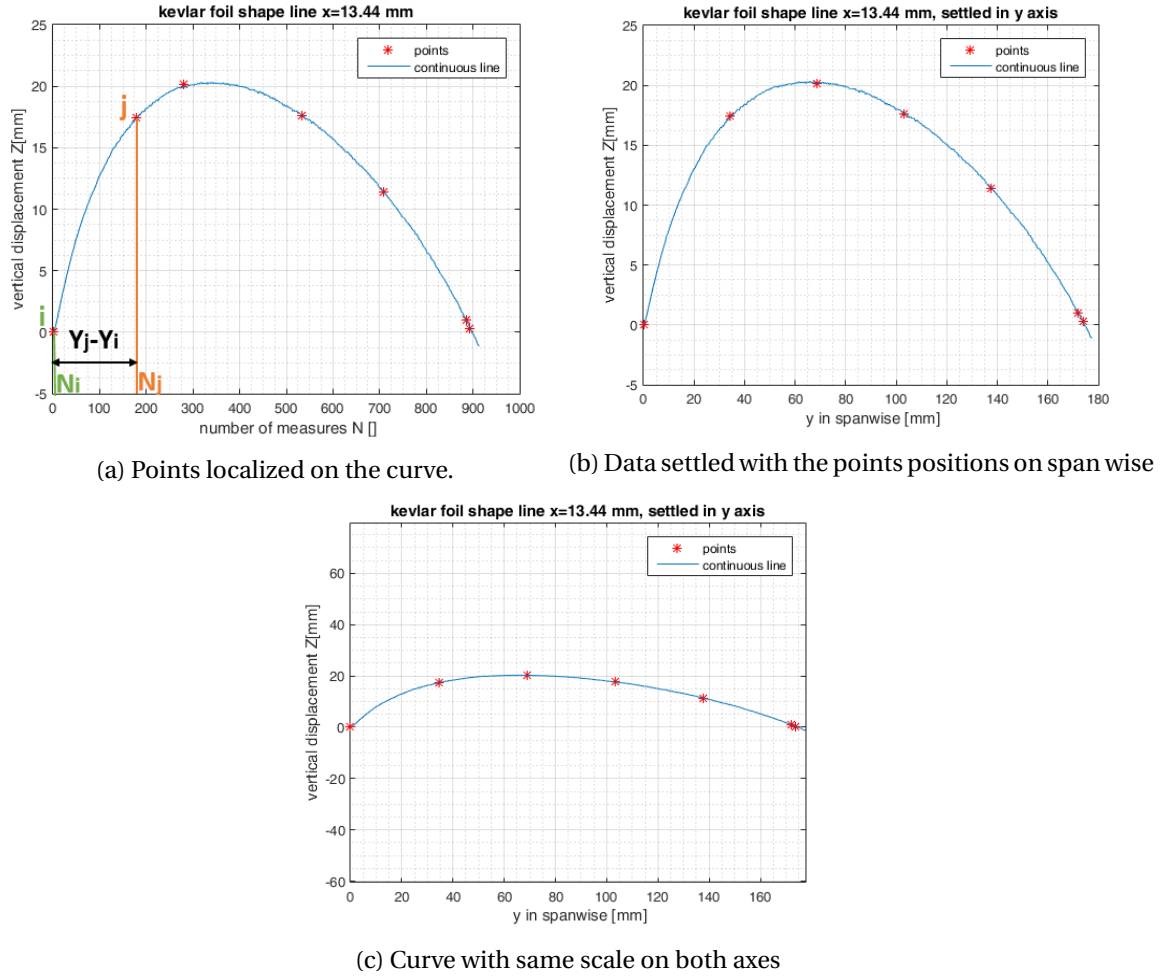 kevlar foil shape line x=13.44 mm
25
20
15
10
5
0
-5
vertical displacement Z[mm]
points
continuous line
j
i
Yj-Yi
Ni
Nj
0 100 200 300 400 500 600 700 800 900 1000
number of measures N []
(a) Points localized on the curve.
kevlar foil shape line x=13.44 mm, settled in y axis
25
20
15
10
5
0
-5
vertical displacement Z[mm]
points
continuous line
0 20 40 60 80 100 120 140 160 180
y in spanwise [mm]
(b) Data settled with the points positions on span wise
kevlar foil shape line x=13.44 mm, settled in y axis
60
40
20
0
-20
-40
-60
vertical displacement Z[mm]
points
continuous line
0 20 40 60 80 100 120 140 160
y in spanwise [mm]
(c) Curve with same scale on both axes